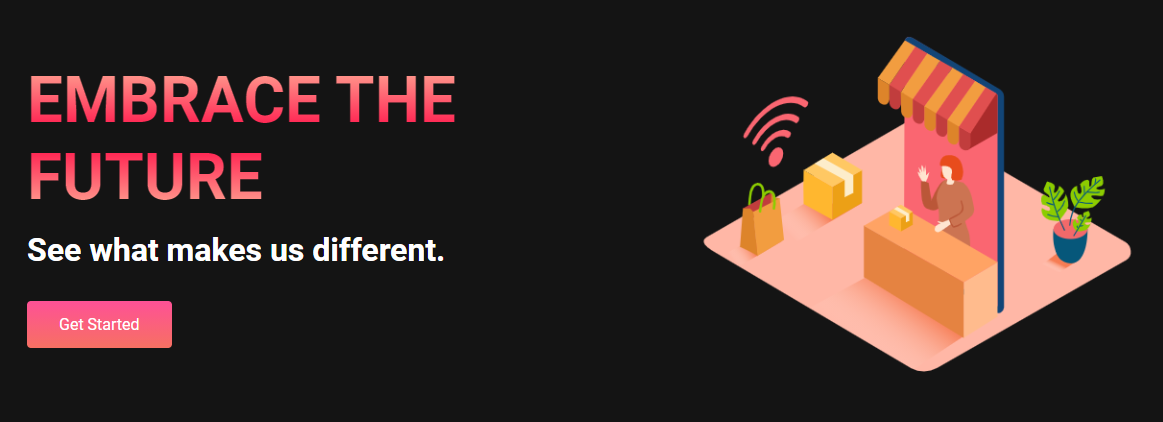 EMBRACE THE
FUTURE
See what makes us different.
Get Started